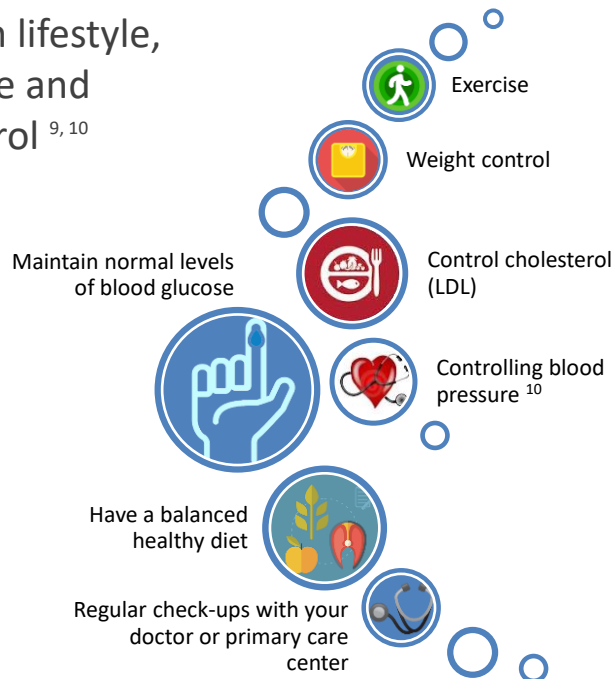 lifestyle,
e and
rol 9, 10
Exercise
Weight control
Maintain normal levels
of blood glucose
Control cholesterol
(LDL)
Controlling blood
pressure 10
Have a balanced
healthy diet
Regular check-ups with your
doctor or primary care
center